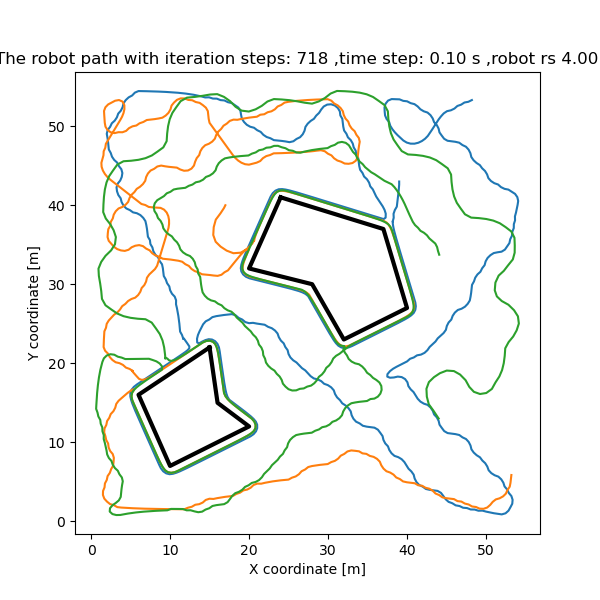 The robot path with iteration steps: 718 ,time step: 0.10 s ,robot rs 4.00
Y coordinate [m]
50
40
30
20
10
0
0 10 20 30 40 50
X coordinate [m]